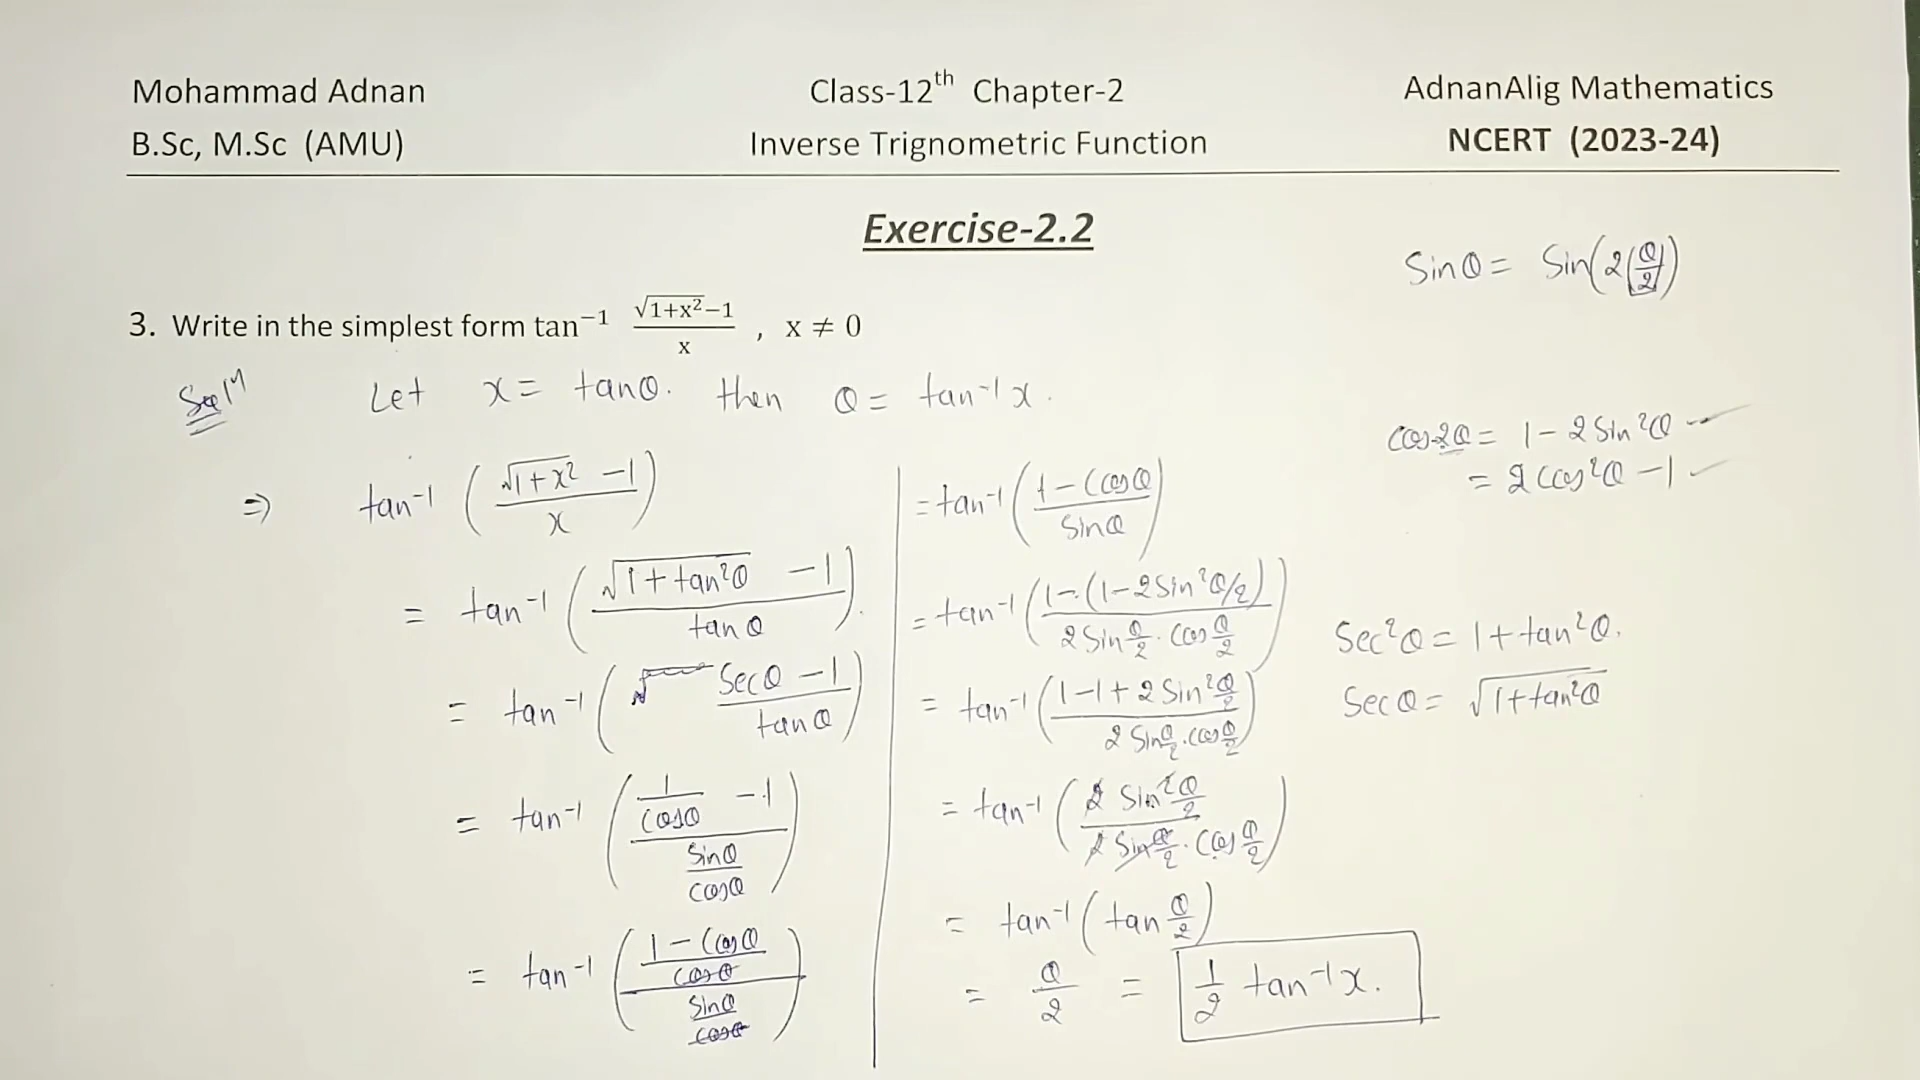 Mohammad Adnan
B.Sc, M.Sc (AMU)
Class-12th Chapter-2
Inverse Trignometric Function
AdnanAlig Mathematics
NCERT (2023-24)
Exercise-2.2
3. Write in the simplest form tan⁻¹ (√1+x²−1)/x , x ≠ 0
Solⁿ Let x = tanθ. then θ = tan⁻¹x.
⇒ tan⁻¹ ((√1+x² −1)/x)
= tan⁻¹ ((√1+tan²θ −1)/tanθ).
= tan⁻¹ ((Secθ −1)/tanθ)
= tan⁻¹ ((1/cosθ −1)/(sinθ/cosθ))
= tan⁻¹ (((1−cosθ)/cosθ)/(sinθ/cosθ))
= tan⁻¹ ((1−cosθ)/Sinθ)
= tan⁻¹ ((1−(1−2Sin²θ/2))/(2Sin θ/2 . cos θ/2))
= tan⁻¹ ((1−1+2Sin² θ/2)/(2Sin θ/2 . cos θ/2))
= tan⁻¹ ((2 Sin² θ/2)/(2 Sin θ/2 . cos θ/2))
= tan⁻¹ (tan θ/2)
= θ/2 = 1/2 tan⁻¹x.
Sinθ = Sin(2(θ/2))
cos2θ = 1−2Sin²θ
= 2cos²θ −1
Sec²θ = 1+tan²θ.
Secθ = √1+tan²θ